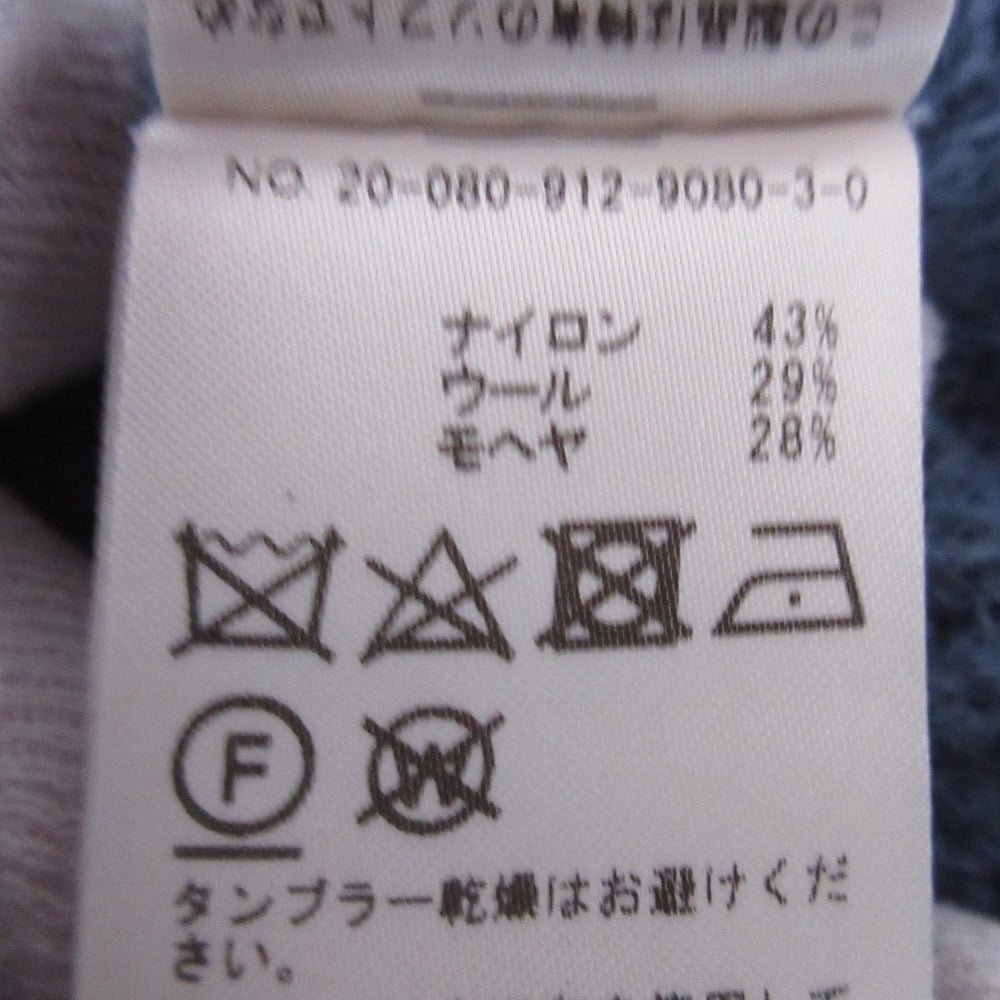 NO. 20-080-912-9080-3-0
ナイロン 43%
ウール 29%
モヘヤ 28%
F
W
タンブラー乾燥はお避けくだ
さい。